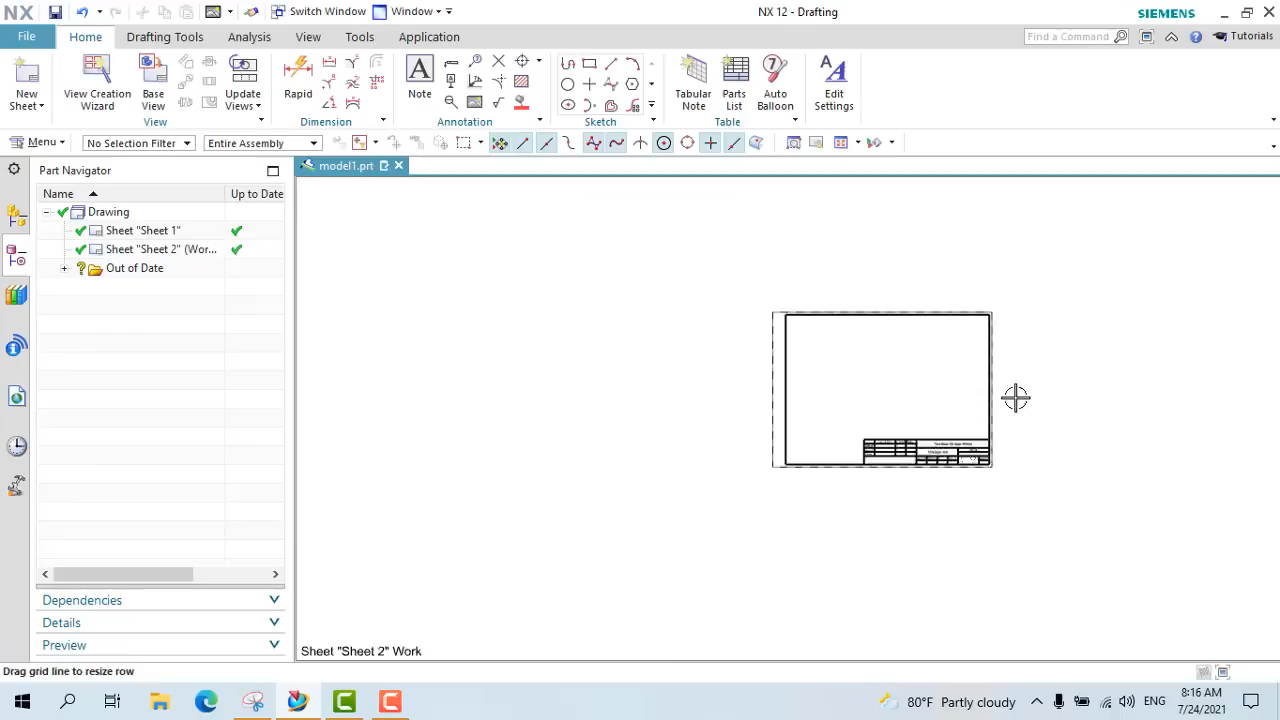 NX
Switch Window
Window
NX 12 - Drafting
SIEMENS
File
Home
Drafting Tools
Analysis
View
Tools
Application
Find a Command
Tutorials
New
Sheet
View Creation
Wizard
Base
View
Update
Views
View
Rapid
Dimension
A
Note
Annotation
Sketch
Tabular
Note
Parts
List
7
Auto
Balloon
Table
A
Edit
Settings
Menu
No Selection Filter
Entire Assembly
Part Navigator
model1.prt
Name
Up to Date
Drawing
Sheet "Sheet 1"
Sheet "Sheet 2" (Wor...
Out of Date
Dependencies
Details
Preview
Sheet "Sheet 2" Work
Drag grid line to resize row
80°F Partly cloudy
ENG
8:16 AM
7/24/2021